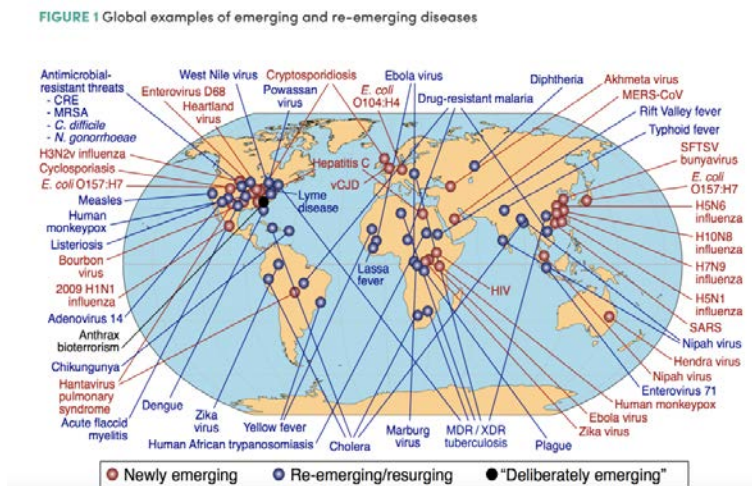 FIGURE 1 Global examples of emerging and re-emerging diseases
Antimicrobial-
resistant threats
- CRE
- MRSA
- C. difficile
- N. gonorrhoeae
West Nile virus
Cryptosporidiosis
Ebola virus
Diphtheria
Akhmeta virus
Enterovirus D68
Powassan
virus
E. coli
O104:H4
Drug-resistant malaria
MERS-CoV
Heartland
virus
Rift Valley fever
Typhoid fever
H3N2v influenza
Cyclosporiasis
E. coli O157:H7
Measles
Human
monkeypox
Listeriosis
Bourbon
virus
2009 H1N1
influenza
Adenovirus 14
Anthrax
bioterrorism
Chikungunya
Hantavirus
pulmonary
syndrome
Acute flaccid
myelitis
Hepatitis C
vCJD
Lyme
disease
Lassa
fever
HIV
SFTSV
bunyavirus
E. coli
O157:H7
H5N6
influenza
H10N8
influenza
H7N9
influenza
H5N1
influenza
SARS
Nipah virus
Hendra virus
Nipah virus
Enterovirus 71
Human monkeypox
Ebola virus
Zika virus
Dengue
Zika
virus
Yellow fever
Human African trypanosomiasis
Cholera
Marburg
virus
MDR / XDR
tuberculosis
Plague
Newly emerging
Re-emerging/resurging
"Deliberately emerging"